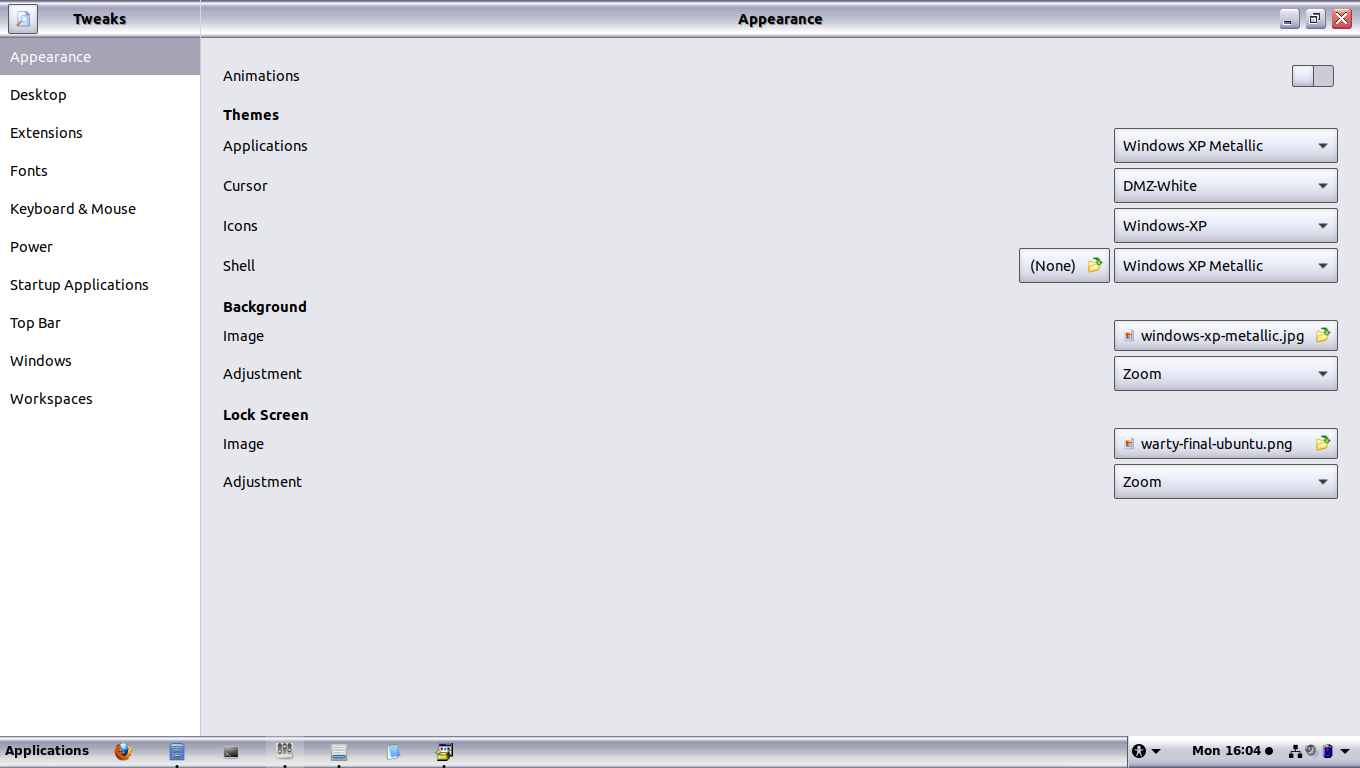 Tweaks
Appearance
Appearance
Desktop
Extensions
Fonts
Keyboard & Mouse
Power
Startup Applications
Top Bar
Windows
Workspaces
Animations
Themes
Applications Windows XP Metallic
Cursor DMZ-White
Icons Windows-XP
Shell (None) Windows XP Metallic
Background
Image windows-xp-metallic.jpg
Adjustment Zoom
Lock Screen
Image warty-final-ubuntu.png
Adjustment Zoom
Applications Mon 16:04